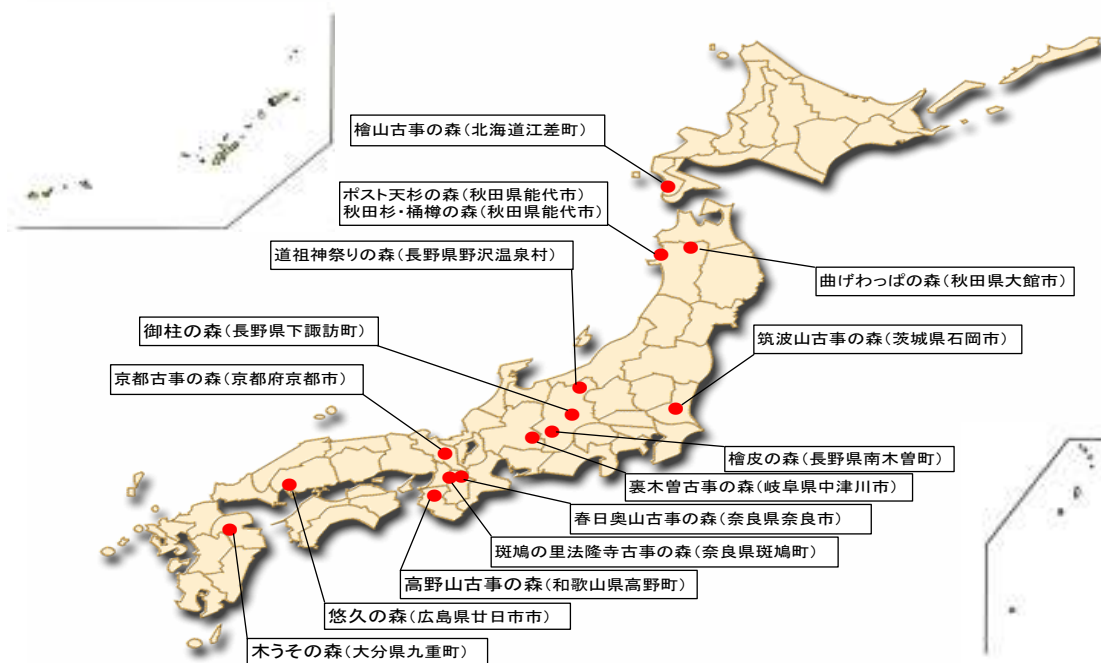 檜山古事の森（北海道江差町）
ポスト天杉の森（秋田県能代市）
秋田杉・桶樽の森（秋田県能代市）
道祖神祭りの森（長野県野沢温泉村）
曲げわっぱの森（秋田県大館市）
御柱の森（長野県下諏訪町）
筑波山古事の森（茨城県石岡市）
京都古事の森（京都府京都市）
檜皮の森（長野県南木曽町）
裏木曽古事の森（岐阜県中津川市）
春日奥山古事の森（奈良県奈良市）
斑鳩の里法隆寺古事の森（奈良県斑鳩町）
高野山古事の森（和歌山県高野町）
悠久の森（広島県廿日市市）
木うその森（大分県九重町）